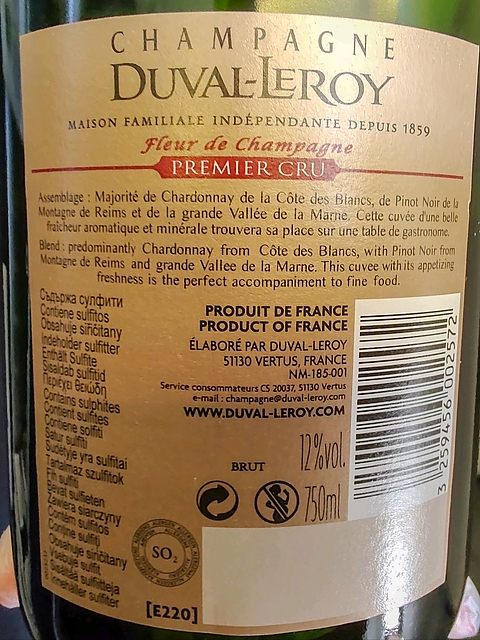 CHAMPAGNE
DUVAL-LEROY
MAISON FAMILIALE INDÉPENDANTE DEPUIS 1859
Fleur de Champagne
PREMIER CRU
Assemblage : Majorité de Chardonnay de la Côte des Blancs, de Pinot Noir de la
Montagne de Reims et de la grande Vallée de la Marne. Cette cuvée d'une belle
fraîcheur aromatique et minérale trouvera sa place sur une table de gastronome.
Blend : predominantly Chardonnay from Côte des Blancs, with Pinot Noir from
Montagne de Reims and grande Vallee de la Marne. This cuvee with its appetizing
freshness is the perfect accompaniment to fine food.
Съдържа сулфити
Contiene sulfitos
Obsahuje siričitany
Indeholder sulfitter
Enthält Sulfite
Sisaldab sulfitid
Περιέχει θειώδη
Contains sulphites
Contient sulfites
Contiene solfiti
Satur sulfīti
Sudėtyje yra sulfitai
Tartalmaz szulfitok
Fih sulfiti
Bevat sulfieten
Zawiera siarczyny
Contém sulfitos
Conţine sulfiţi
Obsahuje siričitany
Vsebuje sulfit
Sisältää sulfiitteja
Innehåller sulfiter
PRODUIT DE FRANCE
PRODUCT OF FRANCE
ÉLABORÉ PAR DUVAL-LEROY
51130 VERTUS, FRANCE
NM-185-001
Service consommateurs CS 20037, 51130 Vertus
e-mail : champagne@duval-leroy.com
WWW.DUVAL-LEROY.COM
BRUT
12%vol.
750ml
SO2
[E220]
3 259456 002572